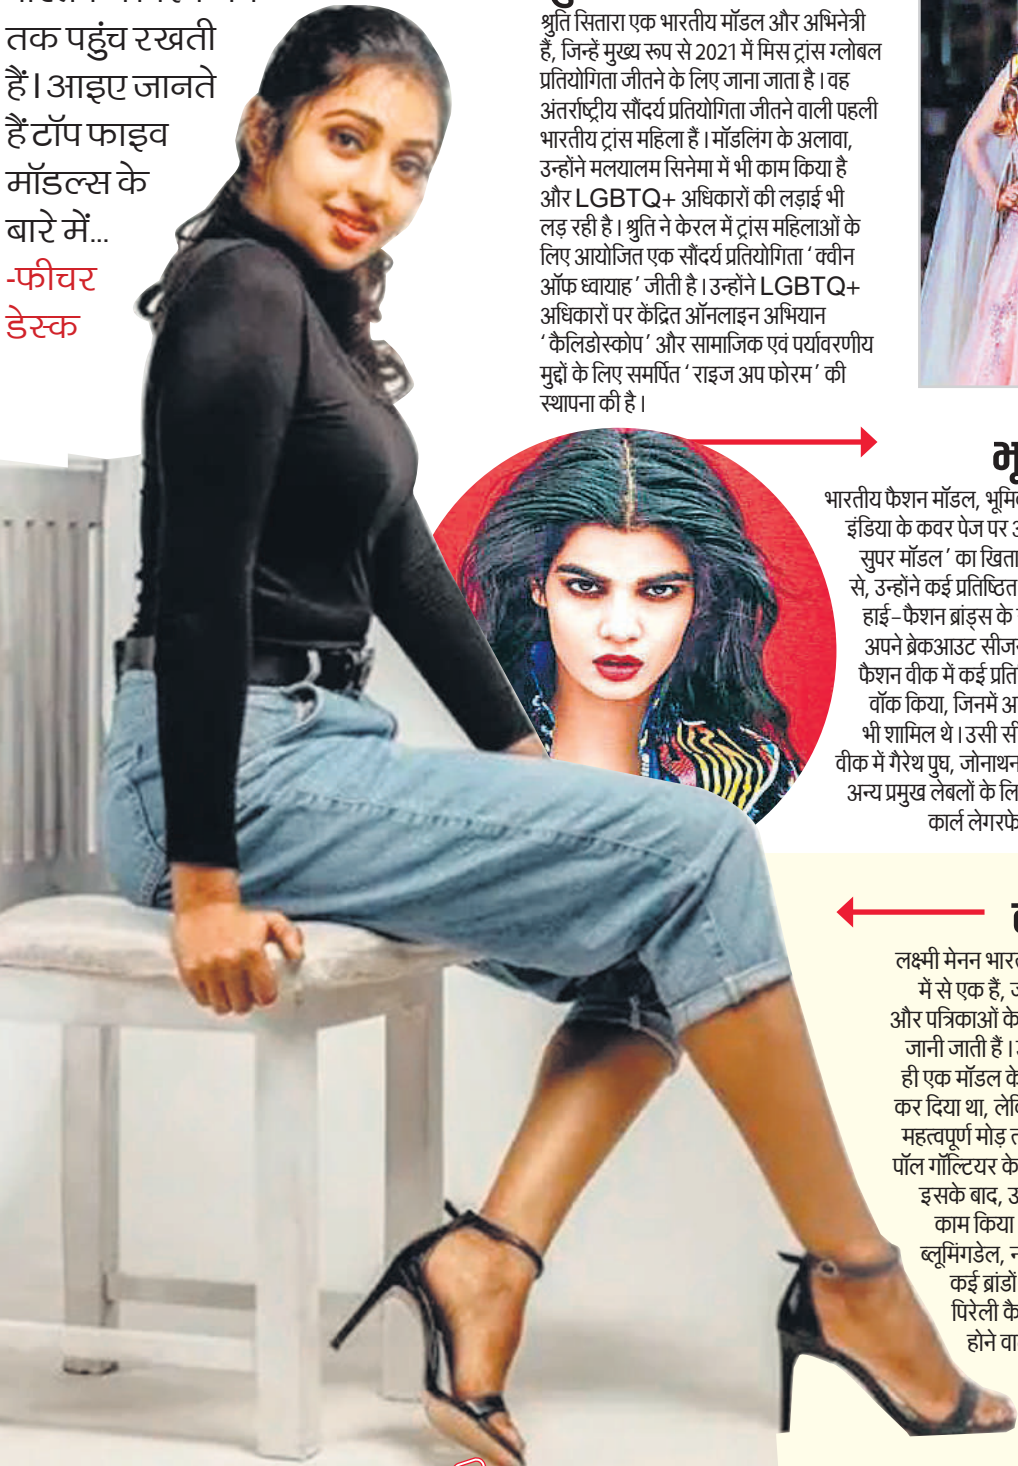 तक पहुंच रखती
हैं। आइए जानते
हैं टॉप फाइव
मॉडल्स के
बारे में...
-फीचर
डेस्क
श्रुति सितारा एक भारतीय मॉडल और अभिनेत्री
हैं, जिन्हें मुख्य रूप से 2021 में मिस ट्रांस ग्लोबल
प्रतियोगिता जीतने के लिए जाना जाता है। वह
अंतर्राष्ट्रीय सौंदर्य प्रतियोगिता जीतने वाली पहली
भारतीय ट्रांस महिला हैं। मॉडलिंग के अलावा,
उन्होंने मलयालम सिनेमा में भी काम किया है
और LGBTQ+ अधिकारों की लड़ाई भी
लड़ रही है। श्रुति ने केरल में ट्रांस महिलाओं के
लिए आयोजित एक सौंदर्य प्रतियोगिता ‘क्वीन
ऑफ ध्वायाह’ जीती है। उन्होंने LGBTQ+
अधिकारों पर केंद्रित ऑनलाइन अभियान
‘कैलिडोस्कोप’ और सामाजिक एवं पर्यावरणीय
मुद्दों के लिए समर्पित ‘राइज अप फोरम’ की
स्थापना की है।
भू
भारतीय फैशन मॉडल,
इंडिया के कवर पेज पर
सुपर मॉडल’ का
से, उन्होंने कई प्रतिष्ठित
हाई-फैशन ब्रांड्स के
अपने ब्रेकआउट
फैशन वीक में कई
वॉक किया, जिनमें
भी शामिल थे। उसी
वीक में गैरेथ पुघ,
अन्य प्रमुख लेबलों के
कार्ल
लक्ष्मी मेनन
में से एक हैं,
और पत्रिकाओं के
जानी जाती हैं।
ही एक मॉडल के
कर दिया था,
महत्वपूर्ण मोड़
पॉल गॉल्टियर के
इसके बाद,
काम किया
ब्लूमिंगडेल,
कई ब्रांडों
पिरेली
होने